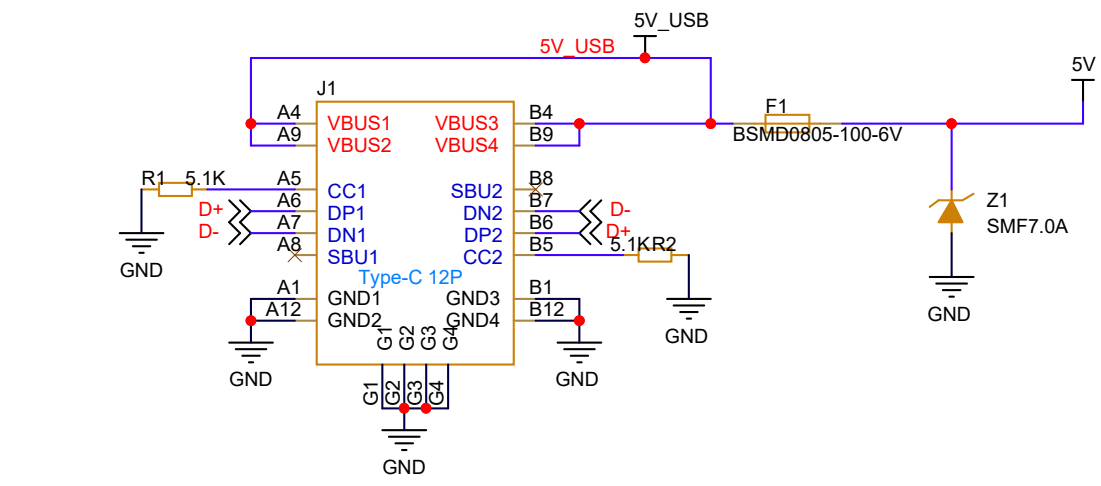 5V_USB
5V_USB
5V
J1
A4 VBUS1 VBUS3 B4
F1
A9 VBUS2 VBUS4 B9
BSMD0805-100-6V
R1 5.1K A5 CC1 SBU2 B8
D+ A6 DP1 DN2 B7 D-
D- A7 DN1 DP2 B6 D+
A8 SBU1 CC2 B5 5.1K R2
Z1
SMF7.0A
Type-C 12P
GND
A1 GND1 GND3 B1
A12 GND2 GND4 B12
GND
GND
G1 G2 G3 G4
GND
GND
G1 G2 G3 G4
GND